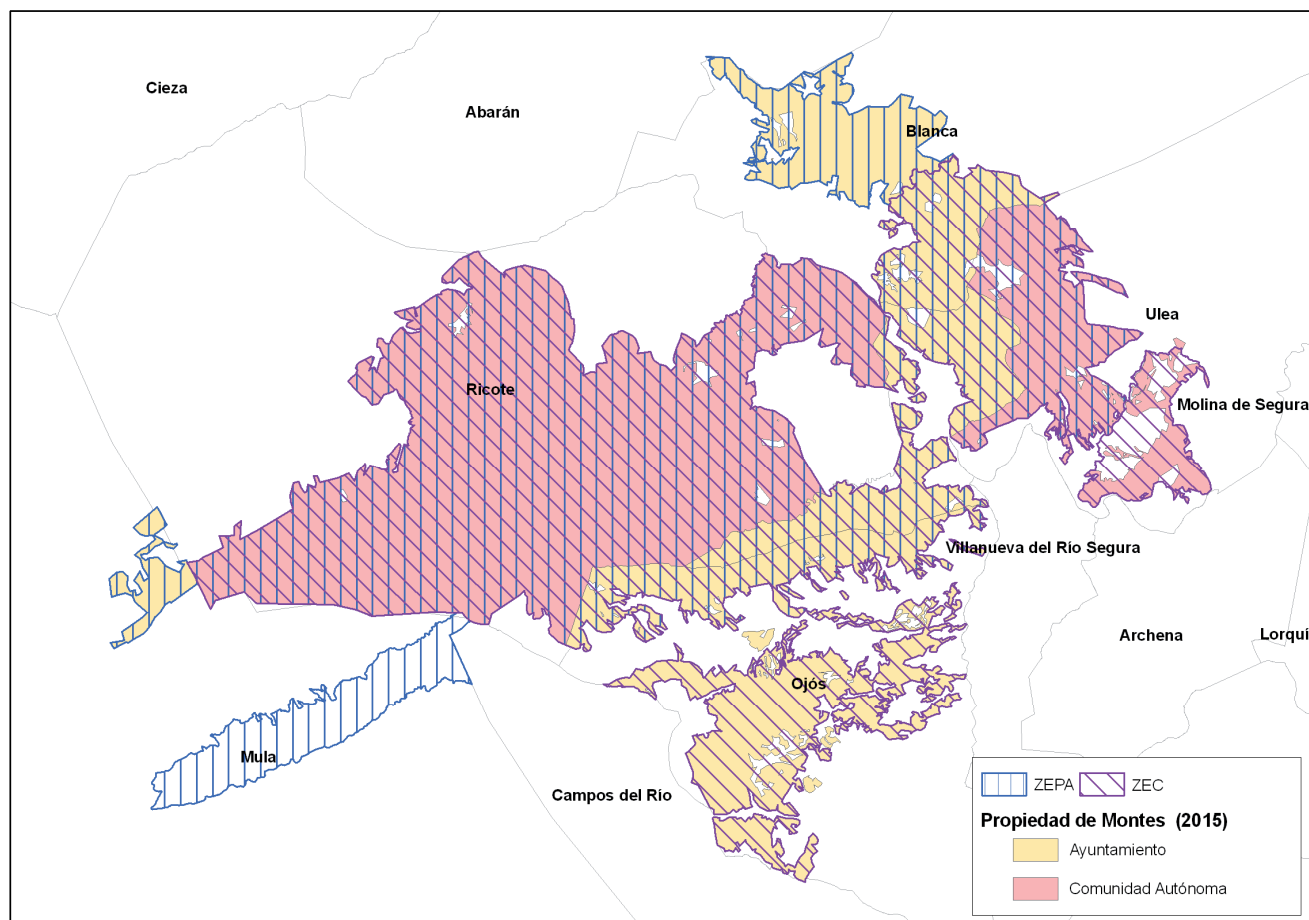 Cieza
Abarán
Blanca
Ulea
Ricote
Molina de Segura
Villanueva del Río Segura
Archena
Lorquí
Ojós
Mula
Campos del Río
ZEPA
ZEC
Propiedad de Montes (2015)
Ayuntamiento
Comunidad Autónoma